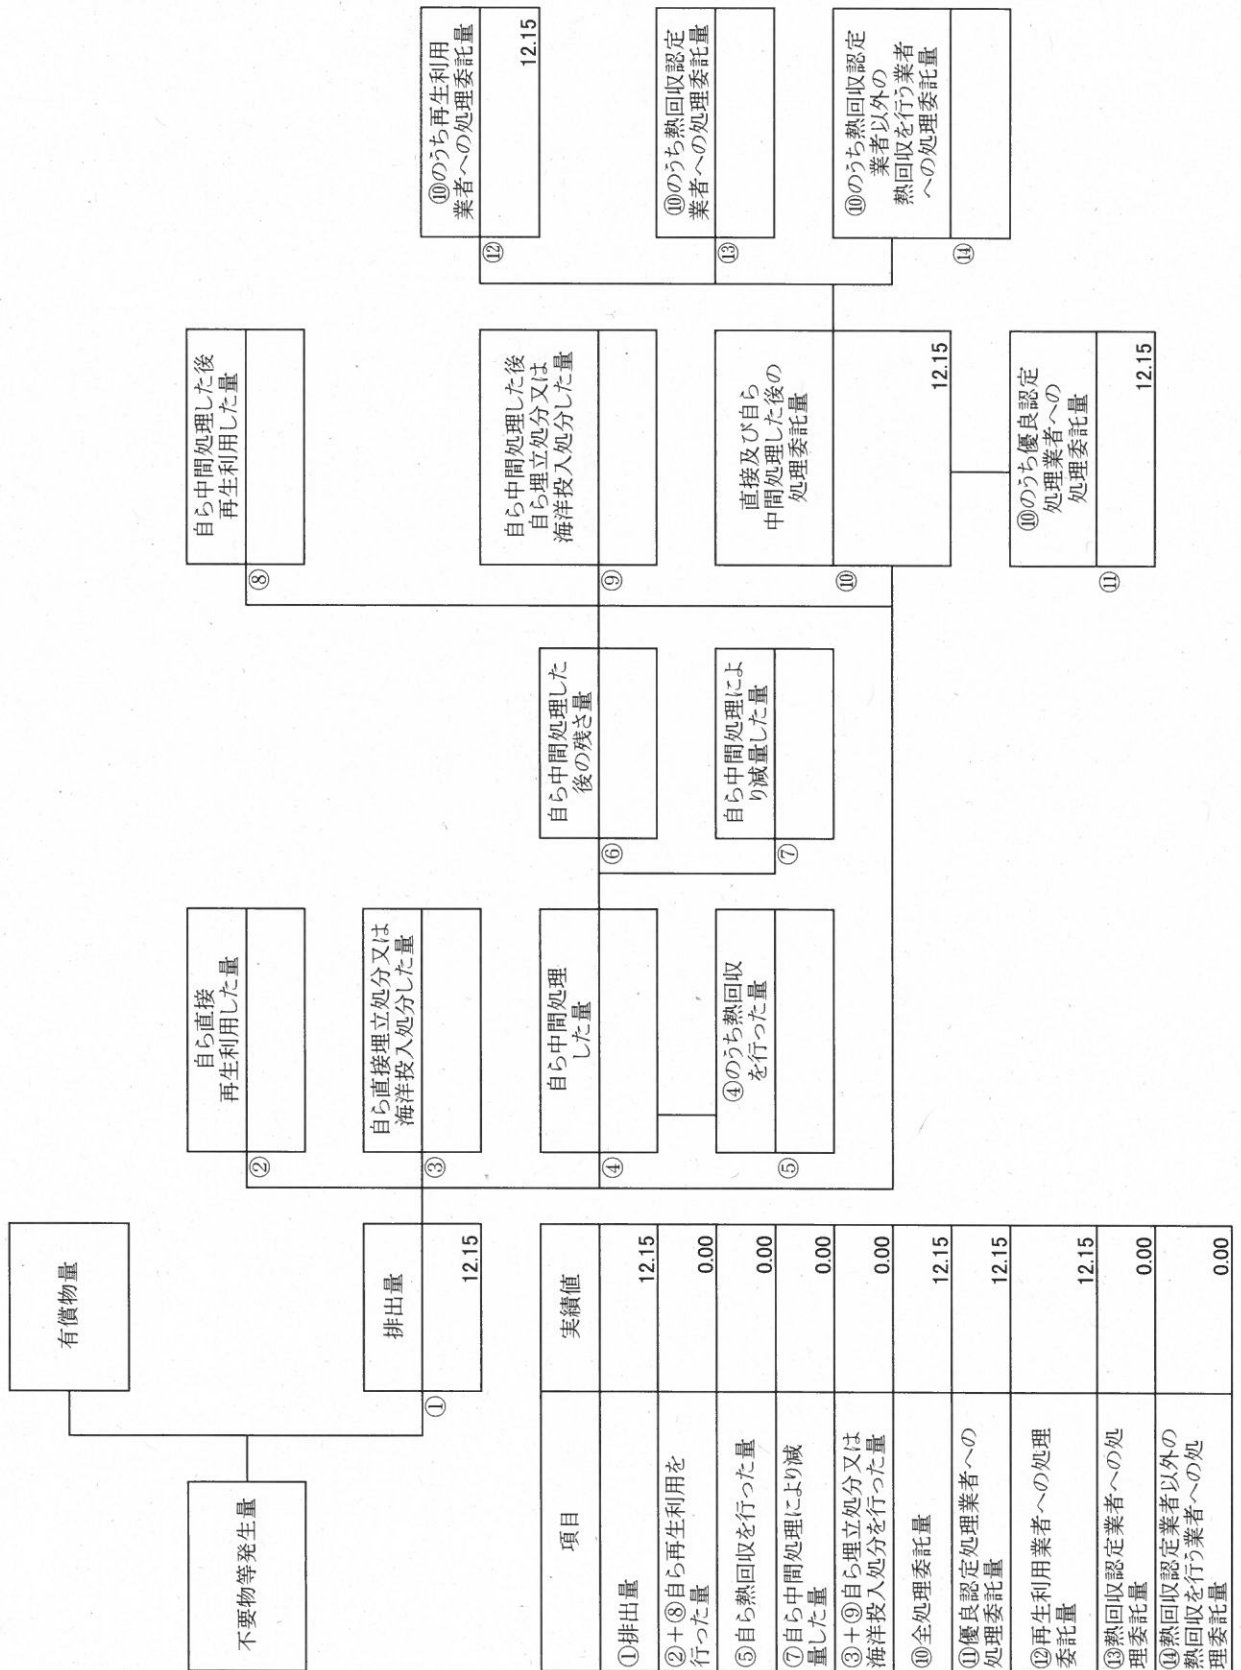 不要物等発生量
有償物量
排出量
①
12.15
自ら直接
再生利用した量
②
自ら直接埋立処分又は
海洋投入処分した量
③
自ら中間処理
した量
④
④のうち熱回収
を行った量
⑤
自ら中間処理した
後の残さ量
⑥
自ら中間処理によ
り減量した量
⑦
自ら中間処理した後
再生利用した量
⑧
自ら中間処理した後
自ら埋立処分又は
海洋投入処分した量
⑨
直接及び自ら
中間処理した後の
処理委託量
⑩
12.15
⑩のうち優良認定
処理業者への
処理委託量
⑪
12.15
⑩のうち再生利用
業者への処理委託量
⑫
12.15
⑩のうち熱回収認定
業者への処理委託量
⑬
⑩のうち熱回収認定
業者以外の
熱回収を行う業者
への処理委託量
⑭
項目 実績値
①排出量 12.15
②+⑧自ら再生利用を
行った量 0.00
⑤自ら熱回収を行った量 0.00
⑦自ら中間処理により減
量した量 0.00
③+⑨自ら埋立処分又は
海洋投入処分を行った量 0.00
⑩全処理委託量 12.15
⑪優良認定処理業者への
処理委託量 12.15
⑫再生利用業者への処理
委託量 12.15
⑬熱回収認定業者への処
理委託量 0.00
⑭熱回収認定業者以外の
熱回収を行う業者への処
理委託量 0.00